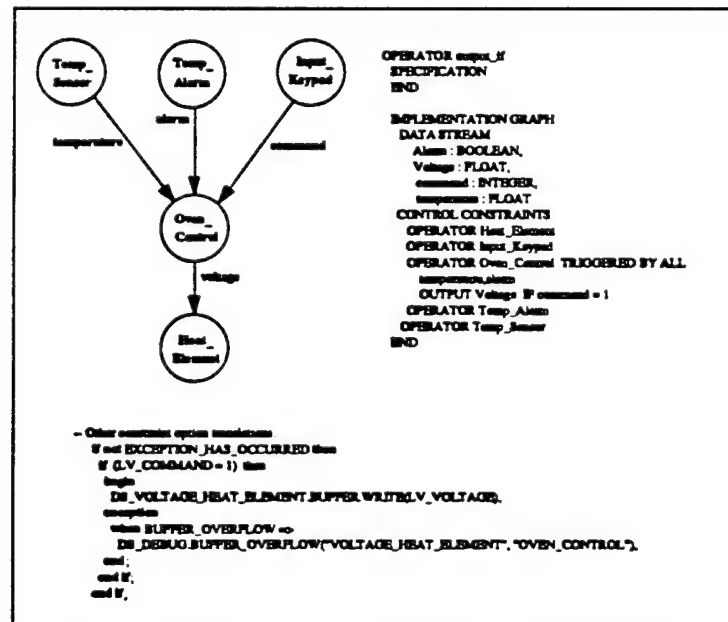 Temp_
Sensor
Temp_
Alarm
Input_
Keypad
alarm
temperature
command
Oven_
Control
voltage
Heat_
Element
OPERATOR output_if
SPECIFICATION
END
IMPLEMENTATION GRAPH
DATA STREAM
Alarm : BOOLEAN,
Voltage : FLOAT,
command : INTEGER,
temperature : FLOAT
CONTROL CONSTRAINTS
OPERATOR Heat_Element
OPERATOR Input_Keypad
OPERATOR Oven_Control TRIGGERED BY ALL
temperature,alarm
OUTPUT Voltage IF command = 1
OPERATOR Temp_Alarm
OPERATOR Temp_Sensor
END
-- Other constraint option translations
if not EXCEPTION_HAS_OCCURRED then
if (LV_COMMAND = 1) then
begin
DS_VOLTAGE_HEAT_ELEMENT.BUFFER.WRITE(LV_VOLTAGE);
exception
when BUFFER_OVERFLOW =>
DS_DEBUG.BUFFER_OVERFLOW("VOLTAGE_HEAT_ELEMENT", "OVEN_CONTROL");
end;
end if;
end if;